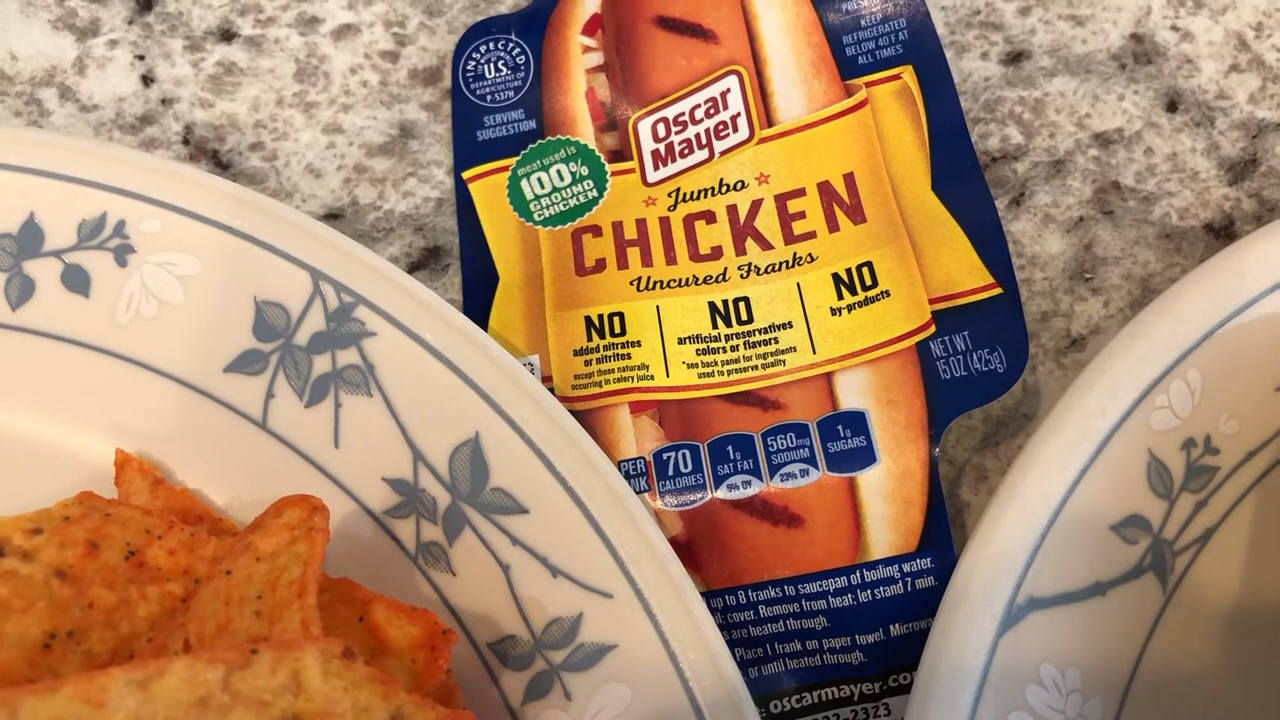 INSPECTED
FOR WHOLESOMENESS BY
U.S.
DEPARTMENT OF
AGRICULTURE
P-537H
SERVING
SUGGESTION
KEEP
REFRIGERATED
BELOW 40 F AT
ALL TIMES
Oscar
Mayer
meat used is
100%
GROUND
CHICKEN
Jumbo
CHICKEN
Uncured Franks
NO
added nitrates
or nitrites
except those naturally
occurring in celery juice
NO
artificial preservatives
colors or flavors
*see back panel for ingredients
used to preserve quality
NO
by-products
NET WT
15 OZ (425g)
PER
70
CALORIES
1g
SAT FAT
5% DV
560mg
SODIUM
23% DV
1g
SUGARS
up to 8 franks to saucepan of boiling water.
cover. Remove from heat; let stand 7 min.
are heated through.
Place 1 frank on paper towel.
or until heated through.
oscarmayer.co
-2323